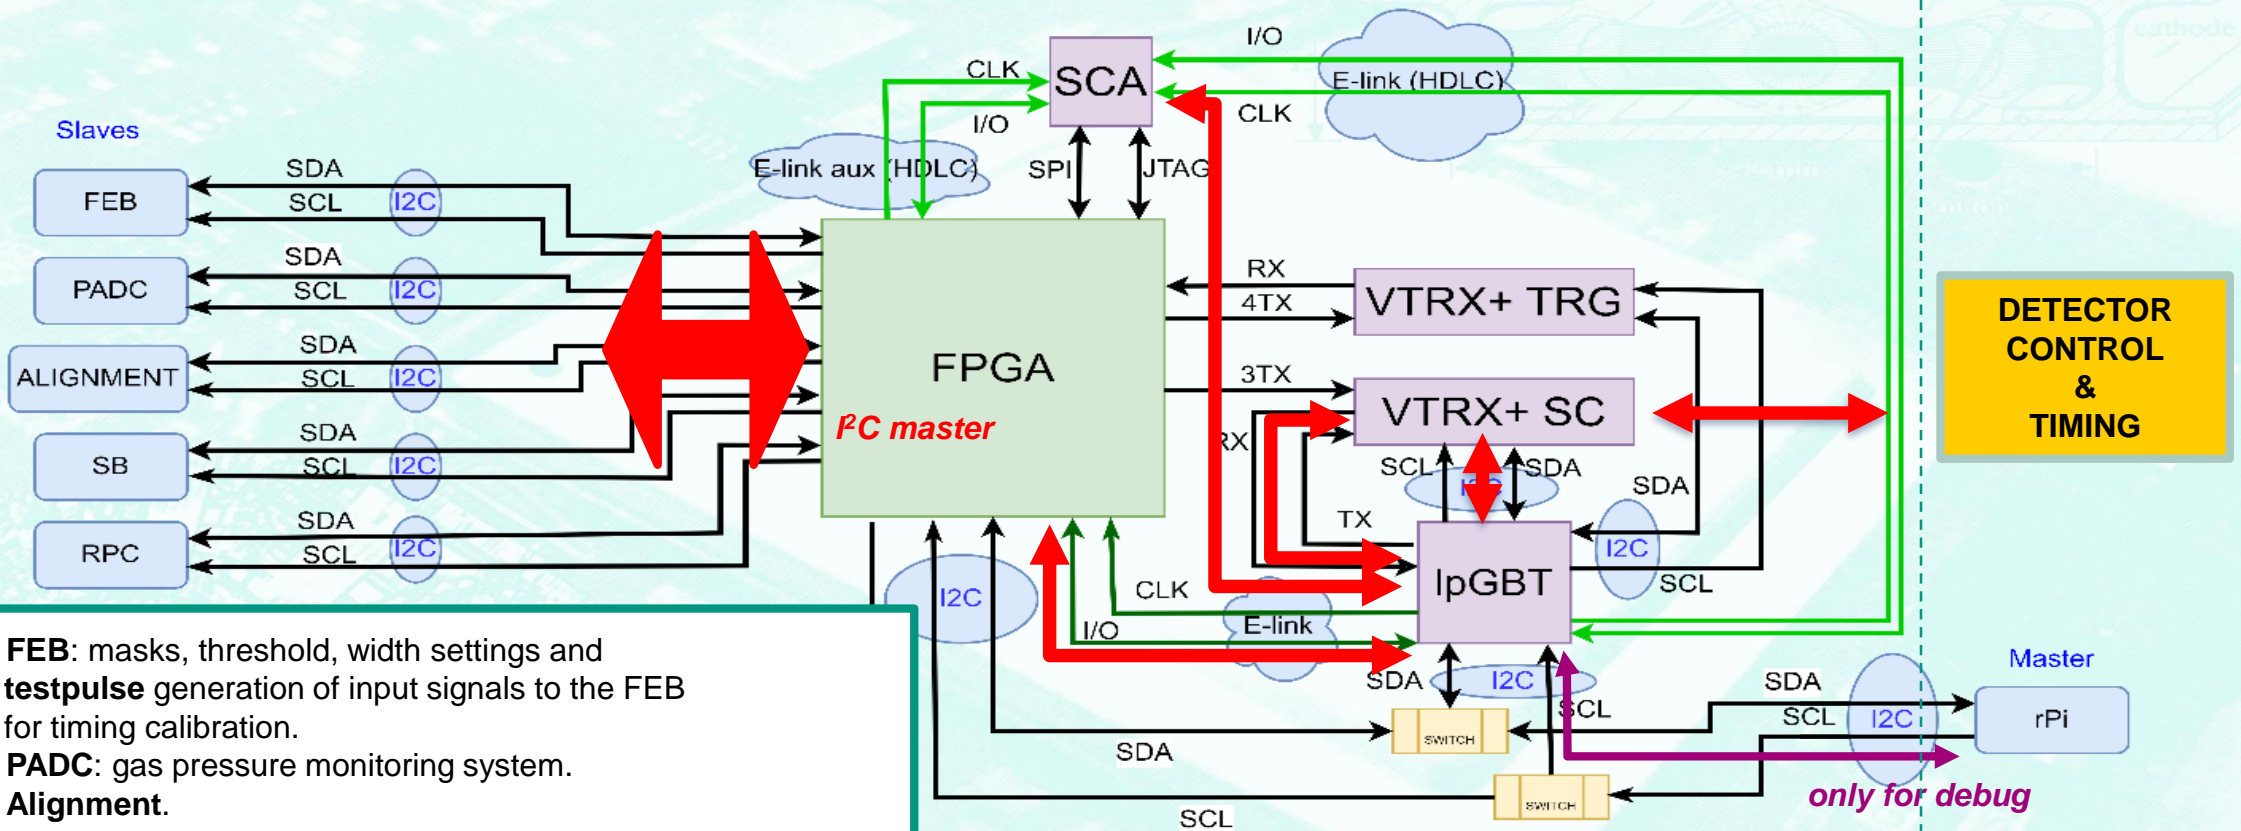 I/O
cathode
CLK
SCA
E-link (HDLC)
CLK
I/O
Slaves
E-link aux (HDLC)
SPI
JTAG
SDA
FEB
SCL
I2C
SDA
PADC
SCL
I2C
RX
4TX
VTRX+ TRG
DETECTOR
CONTROL
&
TIMING
SDA
ALIGNMENT
SCL
I2C
FPGA
3TX
VTRX+ SC
I²C master
RX
SDA
SB
SCL
I2C
SCL
I2C
SDA
SDA
SDA
RPC
SCL
I2C
TX
I2C
SCL
lpGBT
I2C
CLK
E-link
I/O
FEB: masks, threshold, width settings and
testpulse generation of input signals to the FEB
for timing calibration.
PADC: gas pressure monitoring system.
Alignment.
SDA
I2C
SCL
Master
SDA
SCL
I2C
rPi
SWITCH
SDA
SWITCH
only for debug
SCL